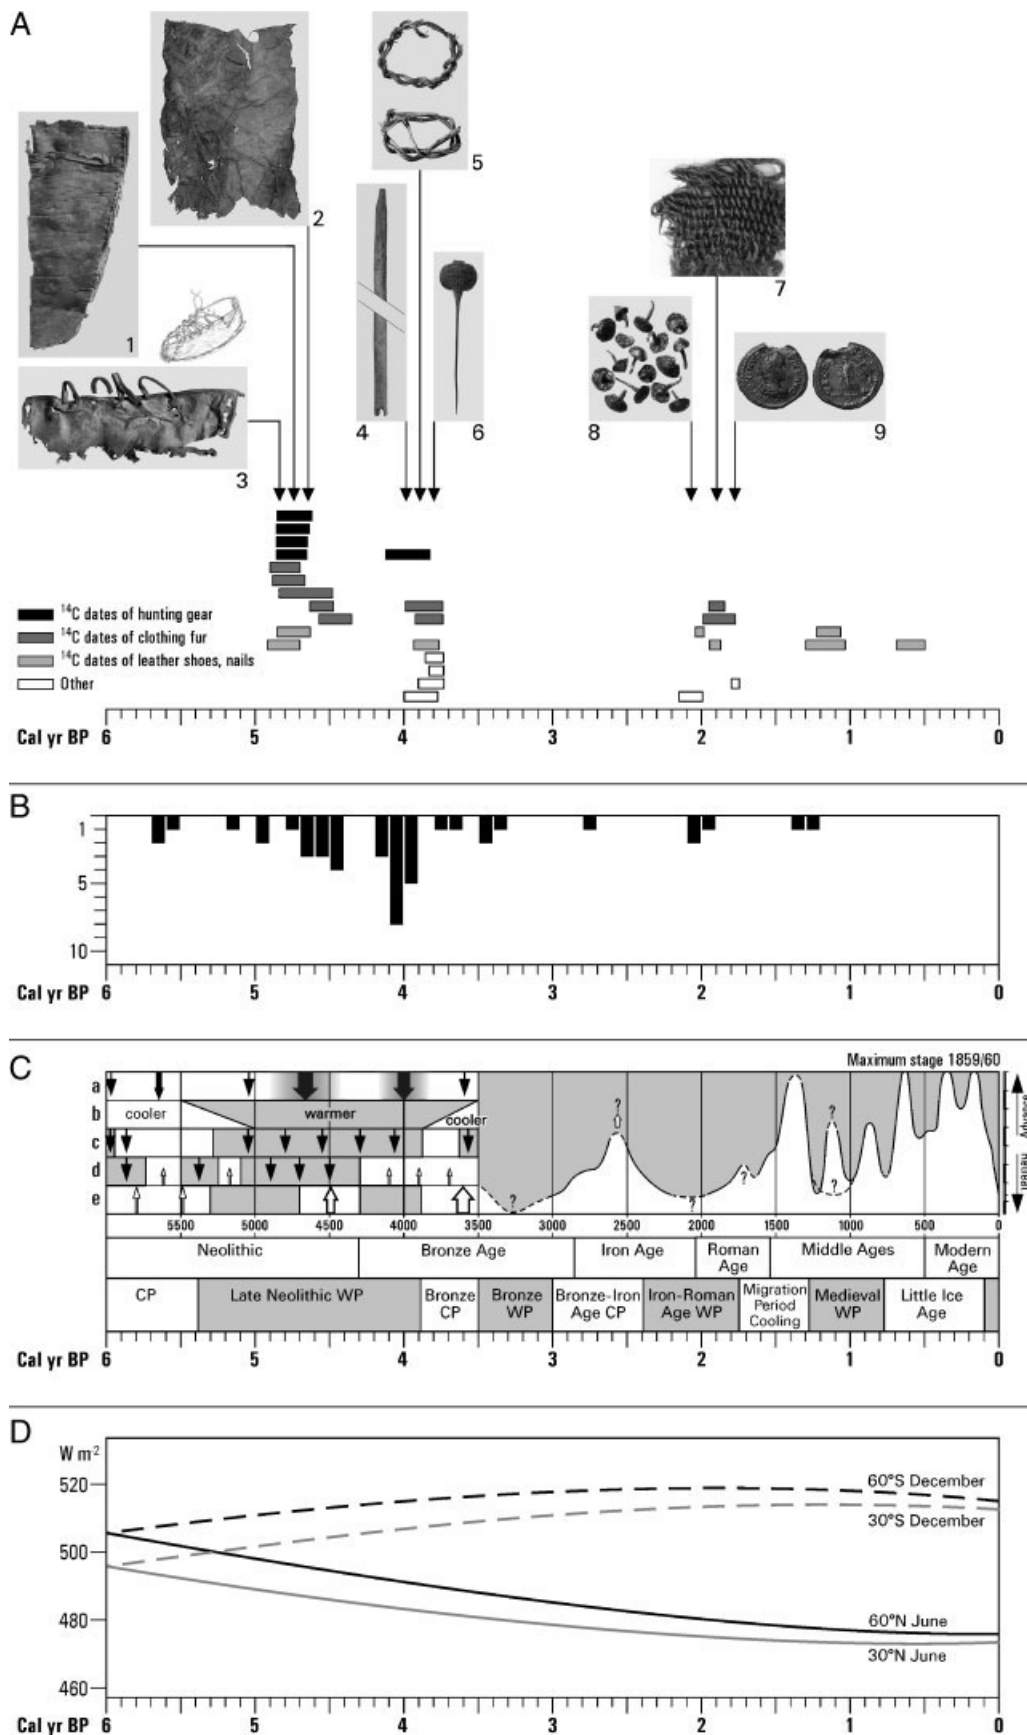 A
1
2
3
4
5
6
7
8
9
14C dates of hunting gear
14C dates of clothing fur
14C dates of leather shoes, nails
Other
Cal yr BP 6 5 4 3 2 1 0
B
1
5
10
Cal yr BP 6 5 4 3 2 1 0
C
Maximum stage 1859/60
a
b cooler warmer cooler
c
d
e
? ? ? ? ? ?
5500 5000 4500 4000 3500 3000 2500 2000 1500 1000 500 0
Neolithic Bronze Age Iron Age Roman Age Middle Ages Modern Age
CP Late Neolithic WP Bronze CP Bronze WP Bronze-Iron Age CP Iron-Roman Age WP Migration Period Cooling Medieval WP Little Ice Age
Cal yr BP 6 5 4 3 2 1 0
D
W m-2
520
500
480
460
60°S December
30°S December
60°N June
30°N June
Cal yr BP 6 5 4 3 2 1 0